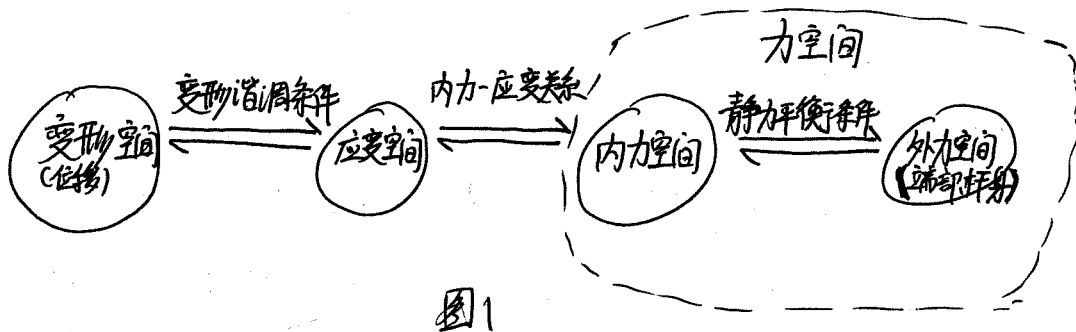 力空间
变形谐调条件
内力-应变关系
静力平衡条件
变形空间
(位移)
应变空间
内力空间
外力空间
(端部、杆身)
图1